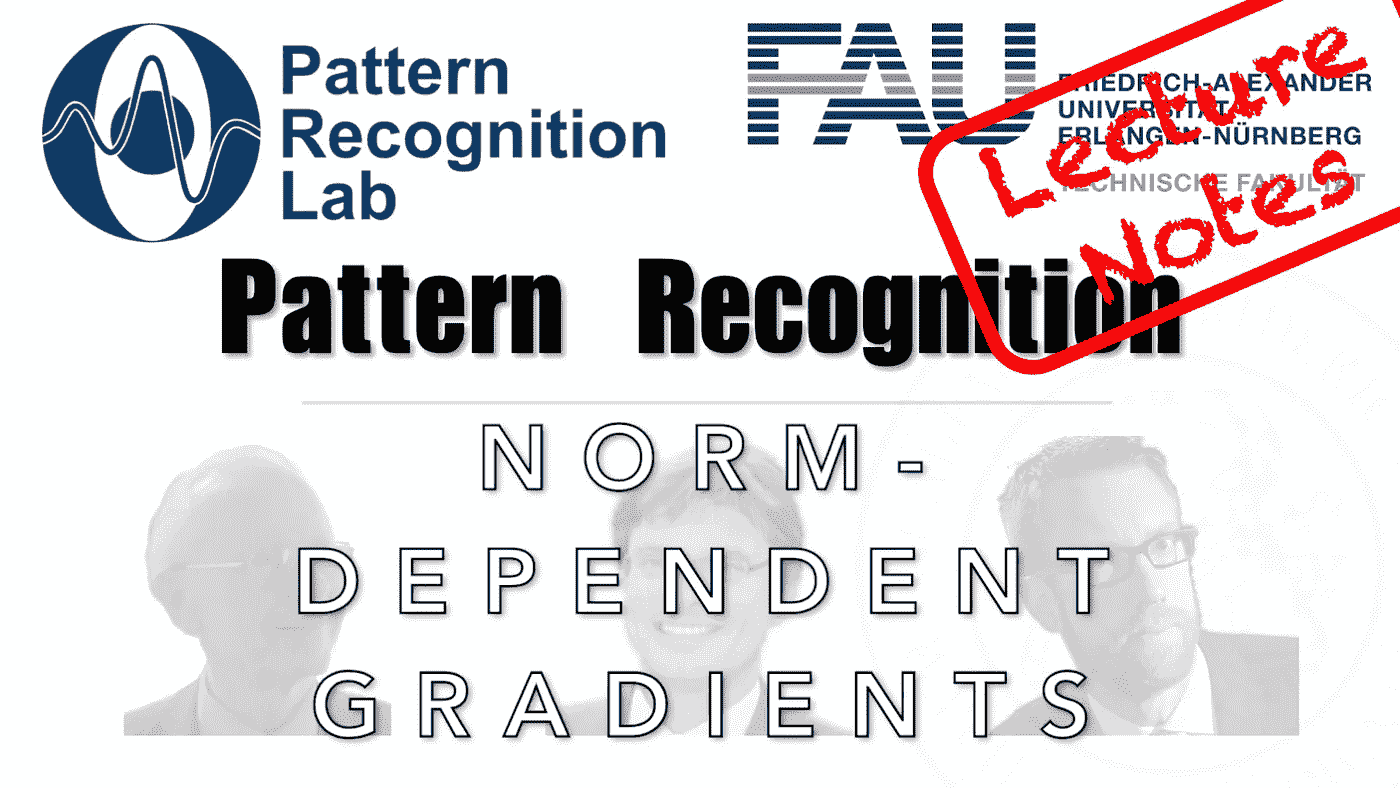 Pattern
Recognition
Lab
FAU
FRIEDRICH-ALEXANDER
UNIVERSITÄT
ERLANGEN-NÜRNBERG
TECHNISCHE FAKULTÄT
Lecture
Notes
Pattern Recognition
NORM-
DEPENDENT
GRADIENTS